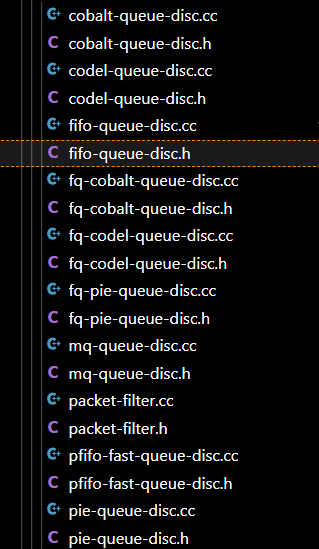 cobalt-queue-disc.cc
cobalt-queue-disc.h
codel-queue-disc.cc
codel-queue-disc.h
fifo-queue-disc.cc
fifo-queue-disc.h
fq-cobalt-queue-disc.cc
fq-cobalt-queue-disc.h
fq-codel-queue-disc.cc
fq-codel-queue-disc.h
fq-pie-queue-disc.cc
fq-pie-queue-disc.h
mq-queue-disc.cc
mq-queue-disc.h
packet-filter.cc
packet-filter.h
pfifo-fast-queue-disc.cc
pfifo-fast-queue-disc.h
pie-queue-disc.cc
pie-queue-disc.h